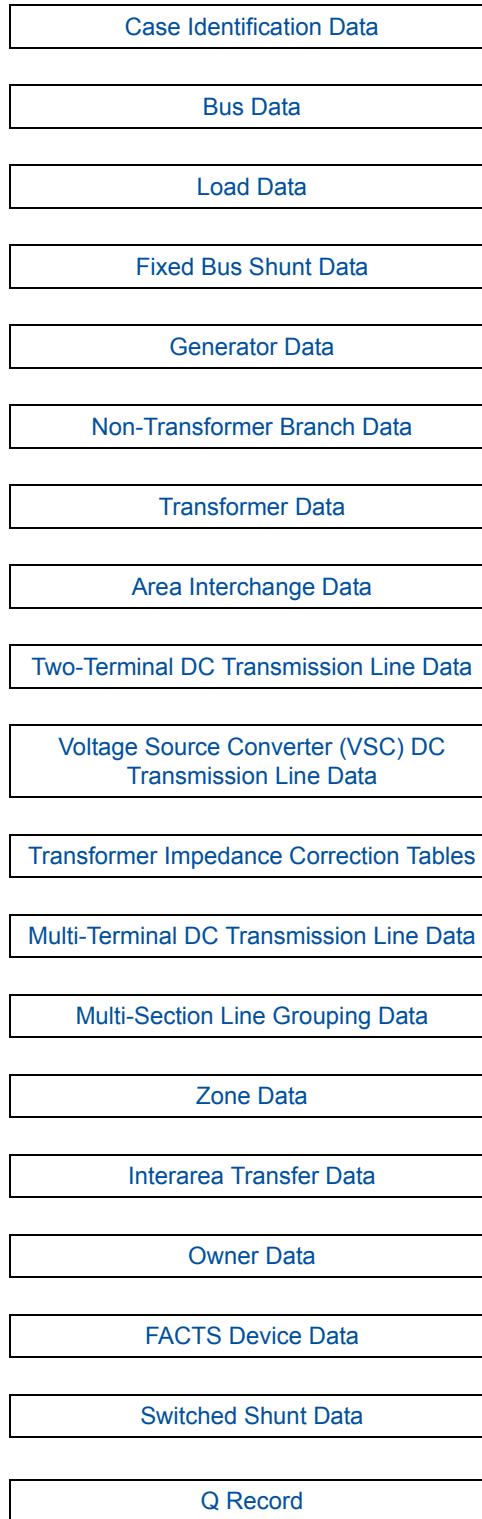 Case Identification Data
Bus Data
Load Data
Fixed Bus Shunt Data
Generator Data
Non-Transformer Branch Data
Transformer Data
Area Interchange Data
Two-Terminal DC Transmission Line Data
Voltage Source Converter (VSC) DC
Transmission Line Data
Transformer Impedance Correction Tables
Multi-Terminal DC Transmission Line Data
Multi-Section Line Grouping Data
Zone Data
Interarea Transfer Data
Owner Data
FACTS Device Data
Switched Shunt Data
Q Record